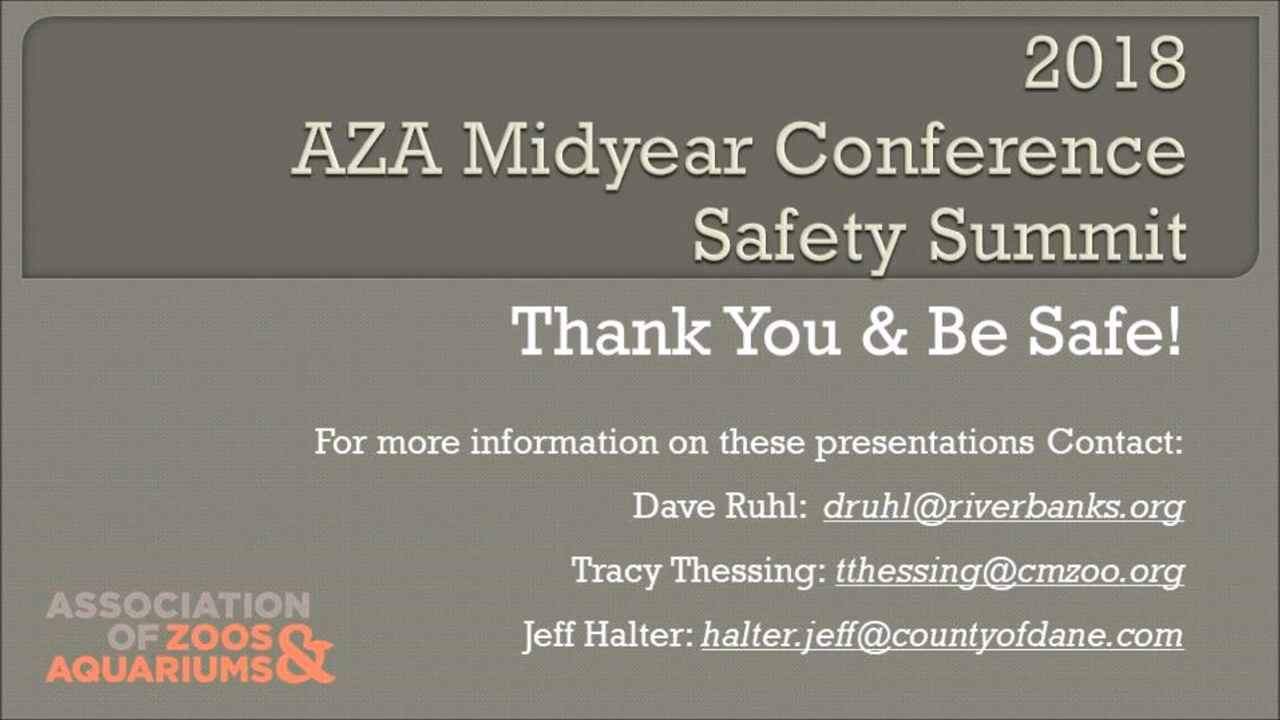 2018
AZA Midyear Conference
Safety Summit
Thank You & Be Safe!
For more information on these presentations Contact:
Dave Ruhl: druhl@riverbanks.org
Tracy Thessing: tthessing@cmzoo.org
Jeff Halter: halter.jeff@countyofdane.com
ASSOCIATION
OF ZOOS &
AQUARIUMS